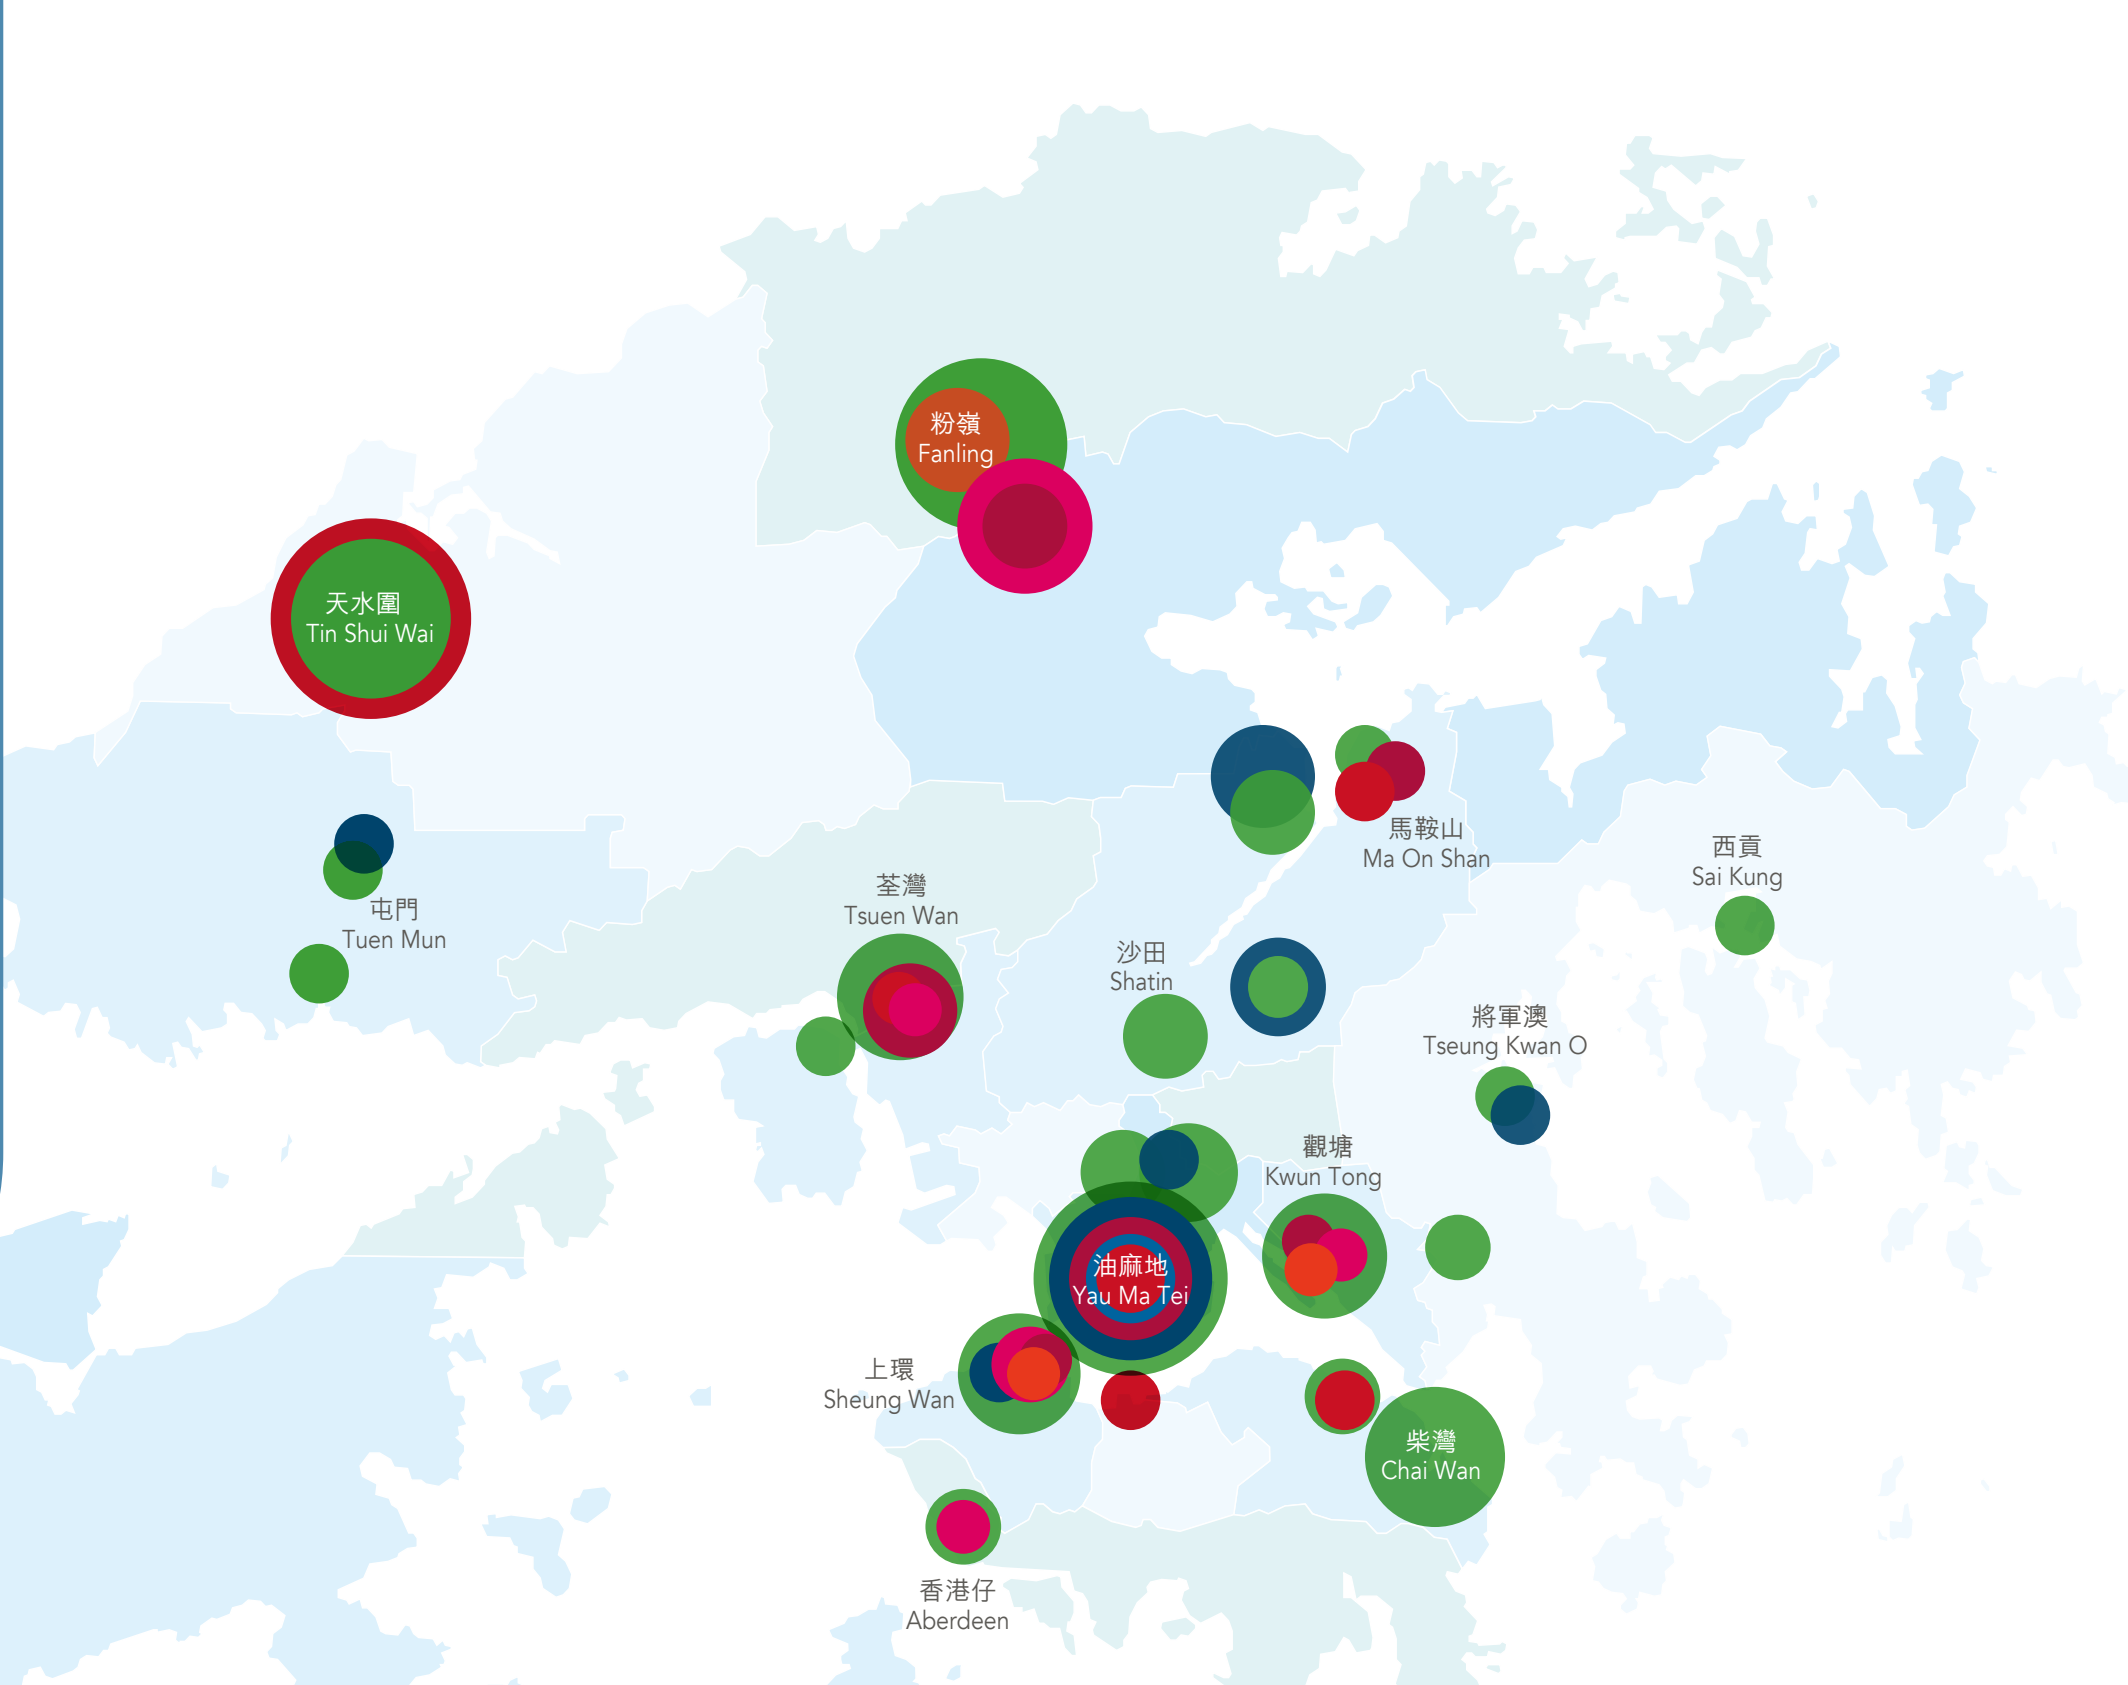 粉嶺
Fanling
天水圍
Tin Shui Wai
馬鞍山
Ma On Shan
西貢
Sai Kung
荃灣
Tsuen Wan
屯門
Tuen Mun
沙田
Shatin
將軍澳
Tseung Kwan O
觀塘
Kwun Tong
油麻地
Yau Ma Tei
上環
Sheung Wan
柴灣
Chai Wan
香港仔
Aberdeen